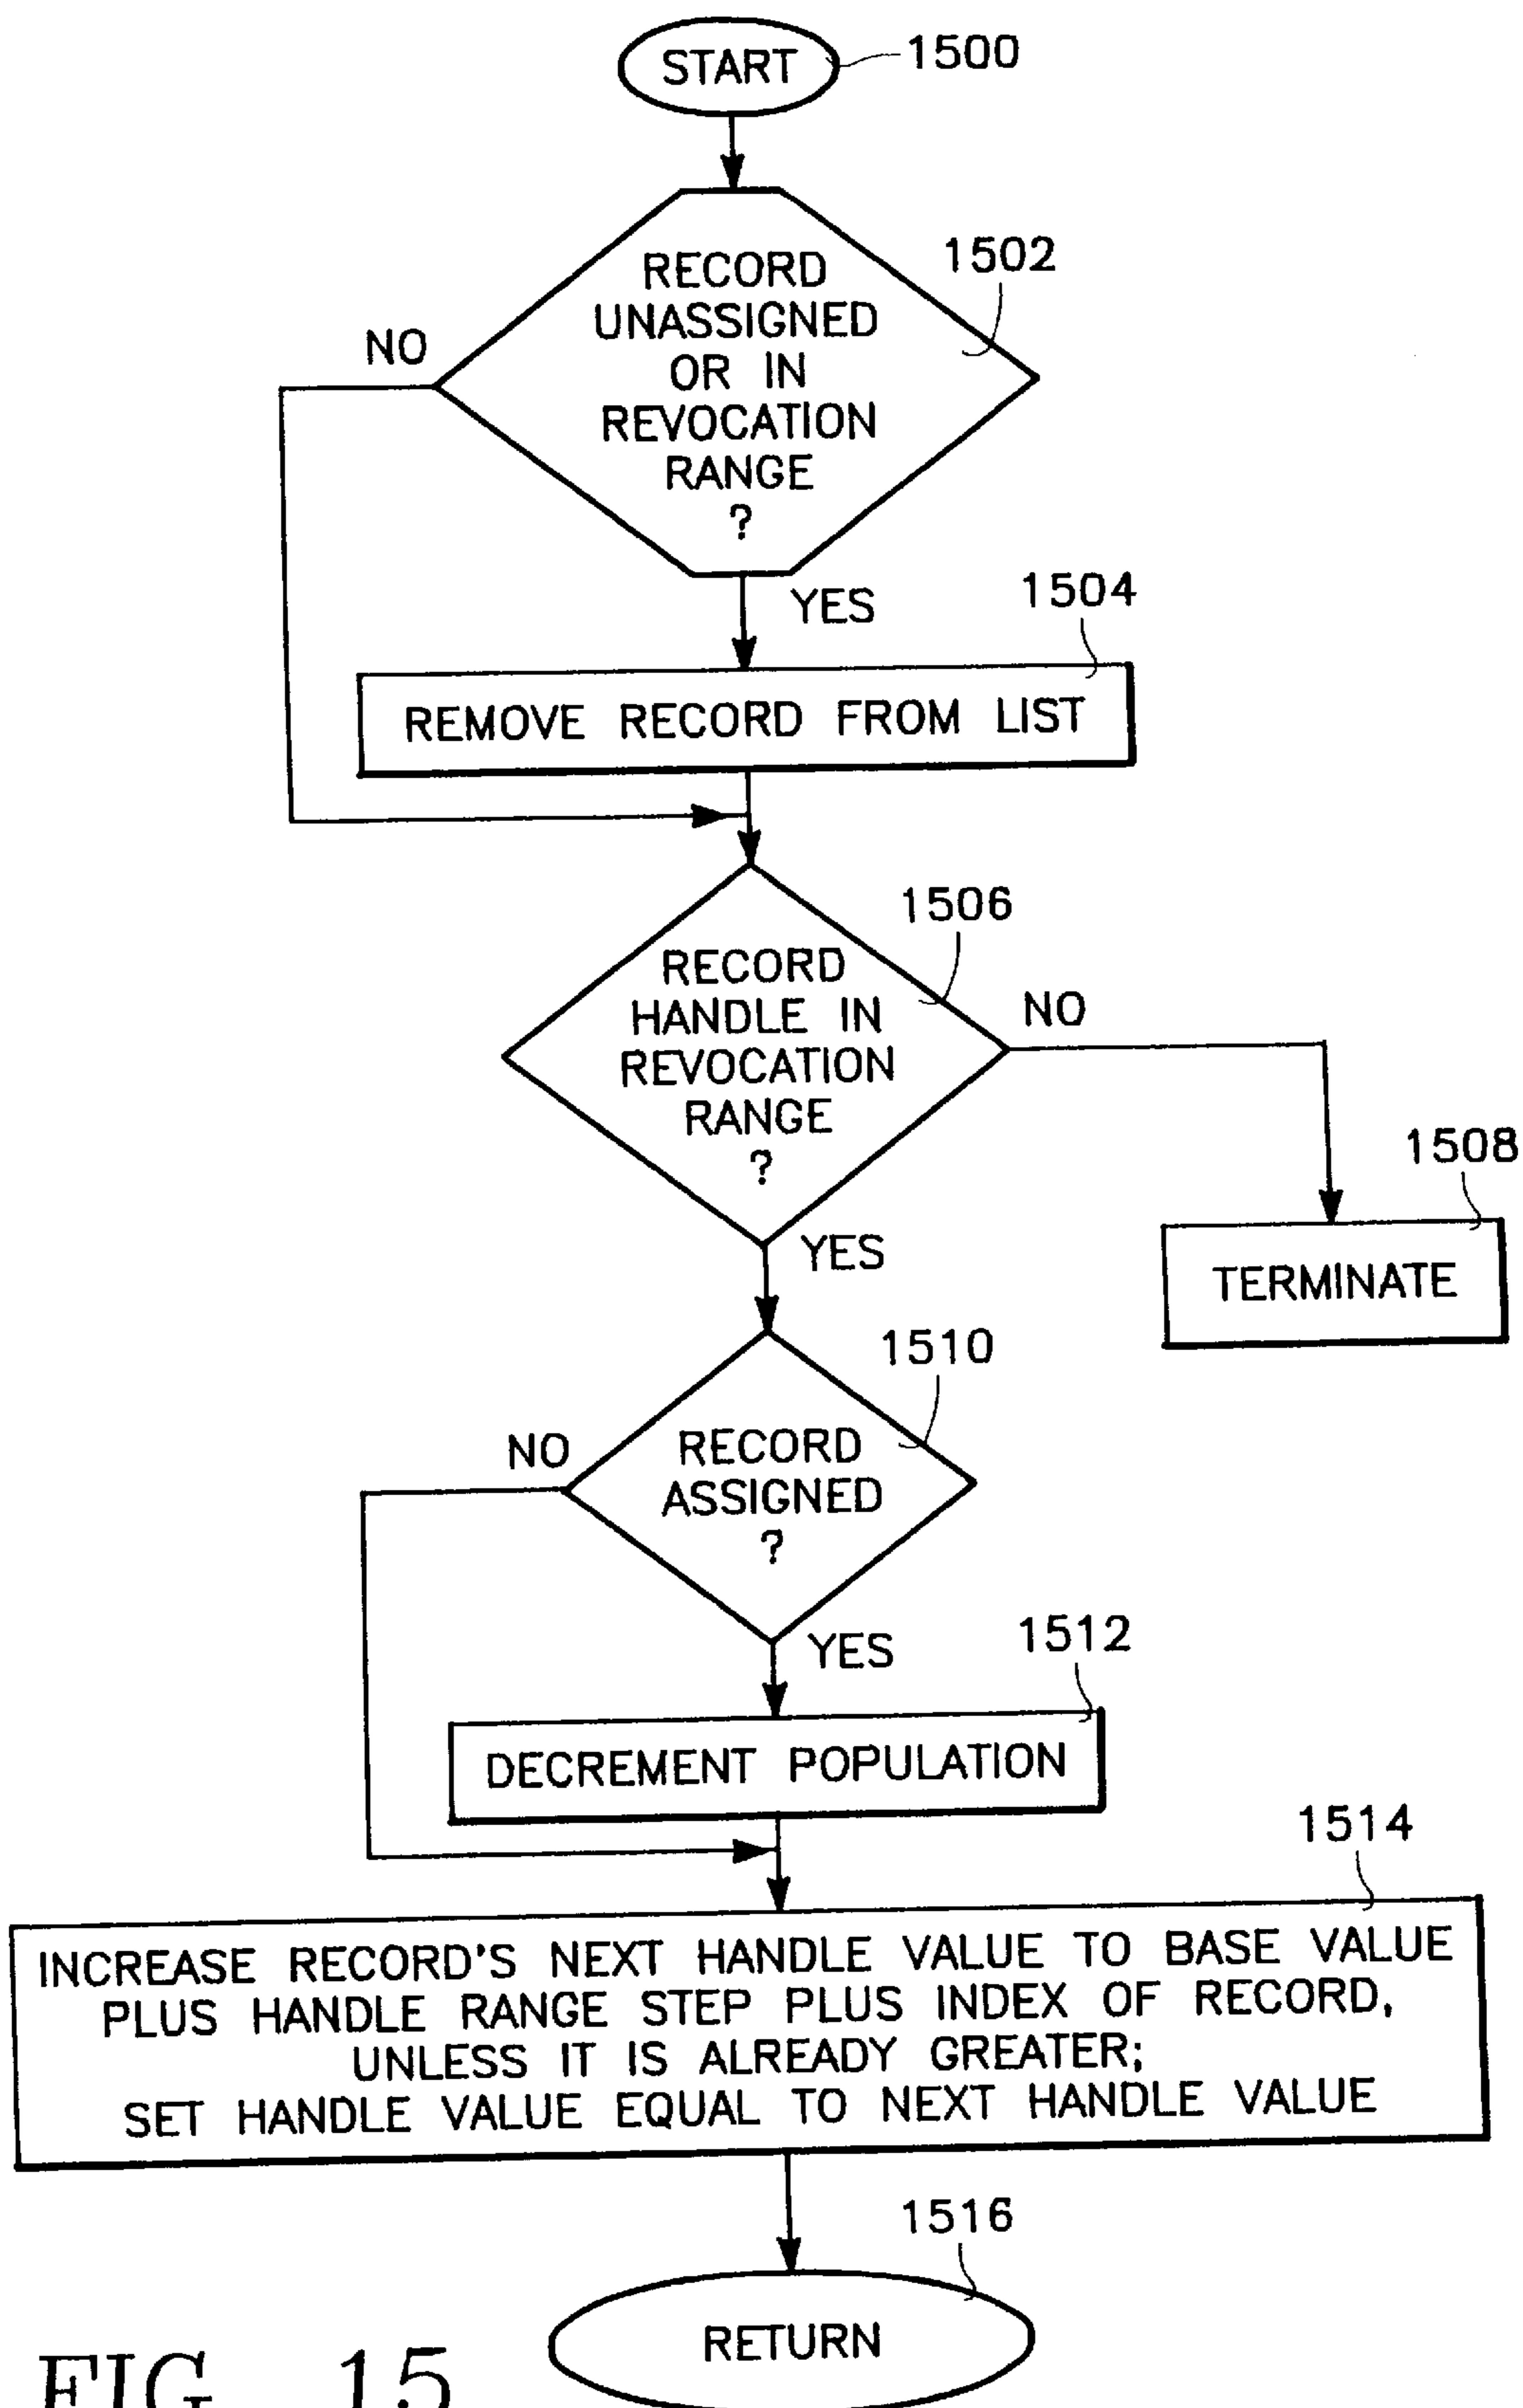 START
1500
RECORD
UNASSIGNED
OR IN
REVOCATION
RANGE
?
1502
NO
YES
1504
REMOVE RECORD FROM LIST
1506
RECORD
HANDLE IN
REVOCATION
RANGE
?
NO
YES
1508
TERMINATE
1510
RECORD
ASSIGNED
?
NO
YES
1512
DECREMENT POPULATION
1514
INCREASE RECORD'S NEXT HANDLE VALUE TO BASE VALUE
PLUS HANDLE RANGE STEP PLUS INDEX OF RECORD,
UNLESS IT IS ALREADY GREATER;
SET HANDLE VALUE EQUAL TO NEXT HANDLE VALUE
1516
RETURN
FIG. 15